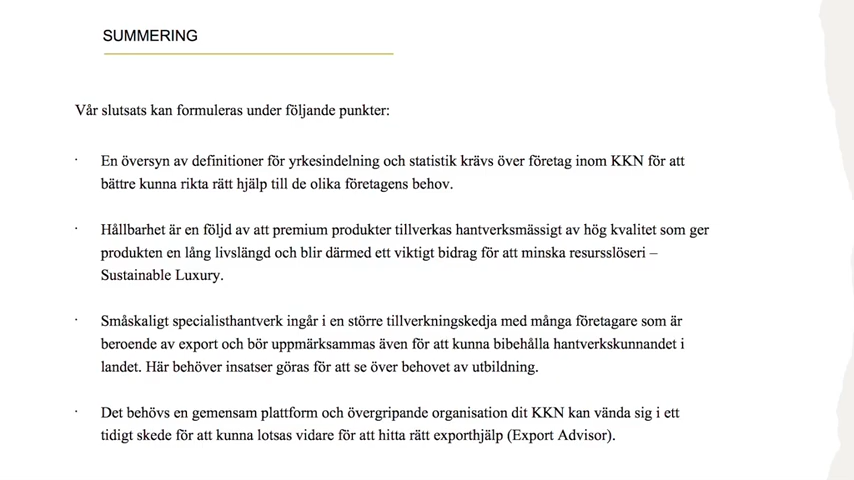 SUMMERING
Vår slutsats kan formuleras under följande punkter:
· En översyn av definitioner för yrkesindelning och statistik krävs över företag inom KKN för att
bättre kunna rikta rätt hjälp till de olika företagens behov.
· Hållbarhet är en följd av att premium produkter tillverkas hantverksmässigt av hög kvalitet som ger
produkten en lång livslängd och blir därmed ett viktigt bidrag för att minska resursslöseri –
Sustainable Luxury.
· Småskaligt specialisthantverk ingår i en större tillverkningskedja med många företagare som är
beroende av export och bör uppmärksammas även för att kunna bibehålla hantverkskunnandet i
landet. Här behöver insatser göras för att se över behovet av utbildning.
· Det behövs en gemensam plattform och övergripande organisation dit KKN kan vända sig i ett
tidigt skede för att kunna lotsas vidare för att hitta rätt exporthjälp (Export Advisor).